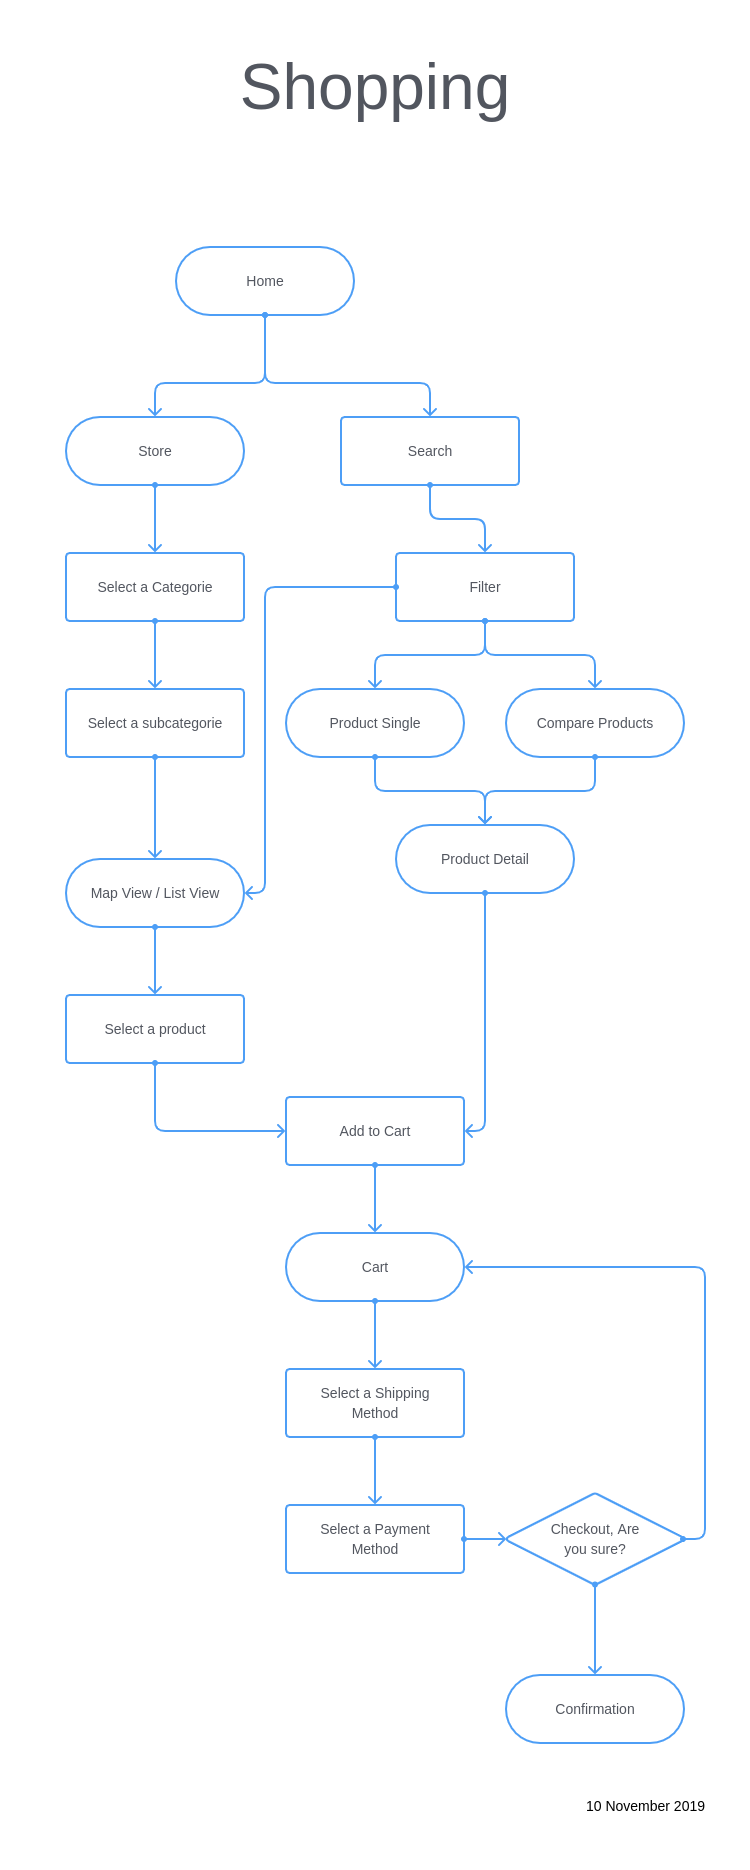 Shopping
Home
Store
Search
Select a Categorie
Filter
Select a subcategorie
Product Single
Compare Products
Map View / List View
Product Detail
Select a product
Add to Cart
Cart
Select a Shipping
Method
Select a Payment
Method
Checkout, Are
you sure?
Confirmation
10 November 2019